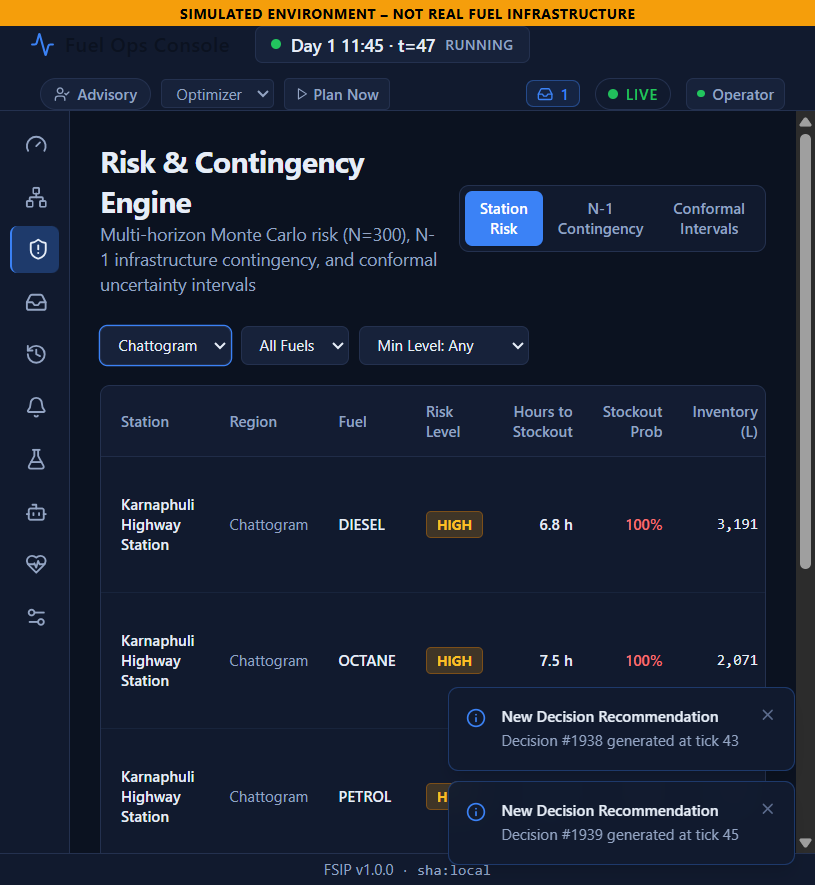 SIMULATED ENVIRONMENT – NOT REAL FUEL INFRASTRUCTURE
Fuel Ops Console
Day 1 11:45 · t=47 RUNNING
Advisory
Optimizer
Plan Now
1
LIVE
Operator
Risk & Contingency
Engine
Multi-horizon Monte Carlo risk (N=300), N-
1 infrastructure contingency, and conformal
uncertainty intervals
Station
Risk
N-1
Contingency
Conformal
Intervals
Chattogram
All Fuels
Min Level: Any
Station
Region
Fuel
Risk
Level
Hours to
Stockout
Stockout
Prob
Inventory
(L)
Karnaphuli
Highway
Station
Chattogram
DIESEL
HIGH
6.8 h
100%
3,191
Karnaphuli
Highway
Station
Chattogram
OCTANE
HIGH
7.5 h
100%
2,071
Karnaphuli
Highway
Station
Chattogram
PETROL
New Decision Recommendation
Decision #1938 generated at tick 43
New Decision Recommendation
Decision #1939 generated at tick 45
FSIP v1.0.0 · sha:local